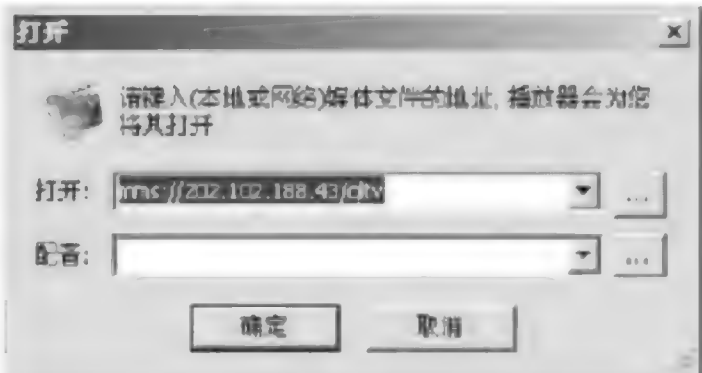 打开
请键入(本地或网络)媒体文件的地址, 播放器会为您
将其打开
打开: mms://202.102.188.43/qltv
...
配音:
...
确定 取消